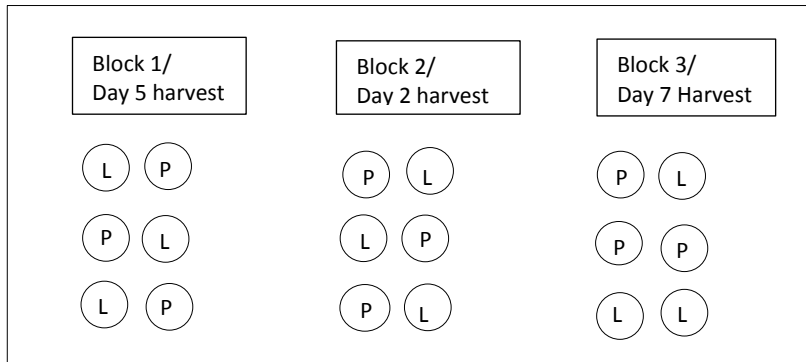 Block 1/
Day 5 harvest
Block 2/
Day 2 harvest
Block 3/
Day 7 Harvest
L P P L P L
P L L P P P
L P P L L L